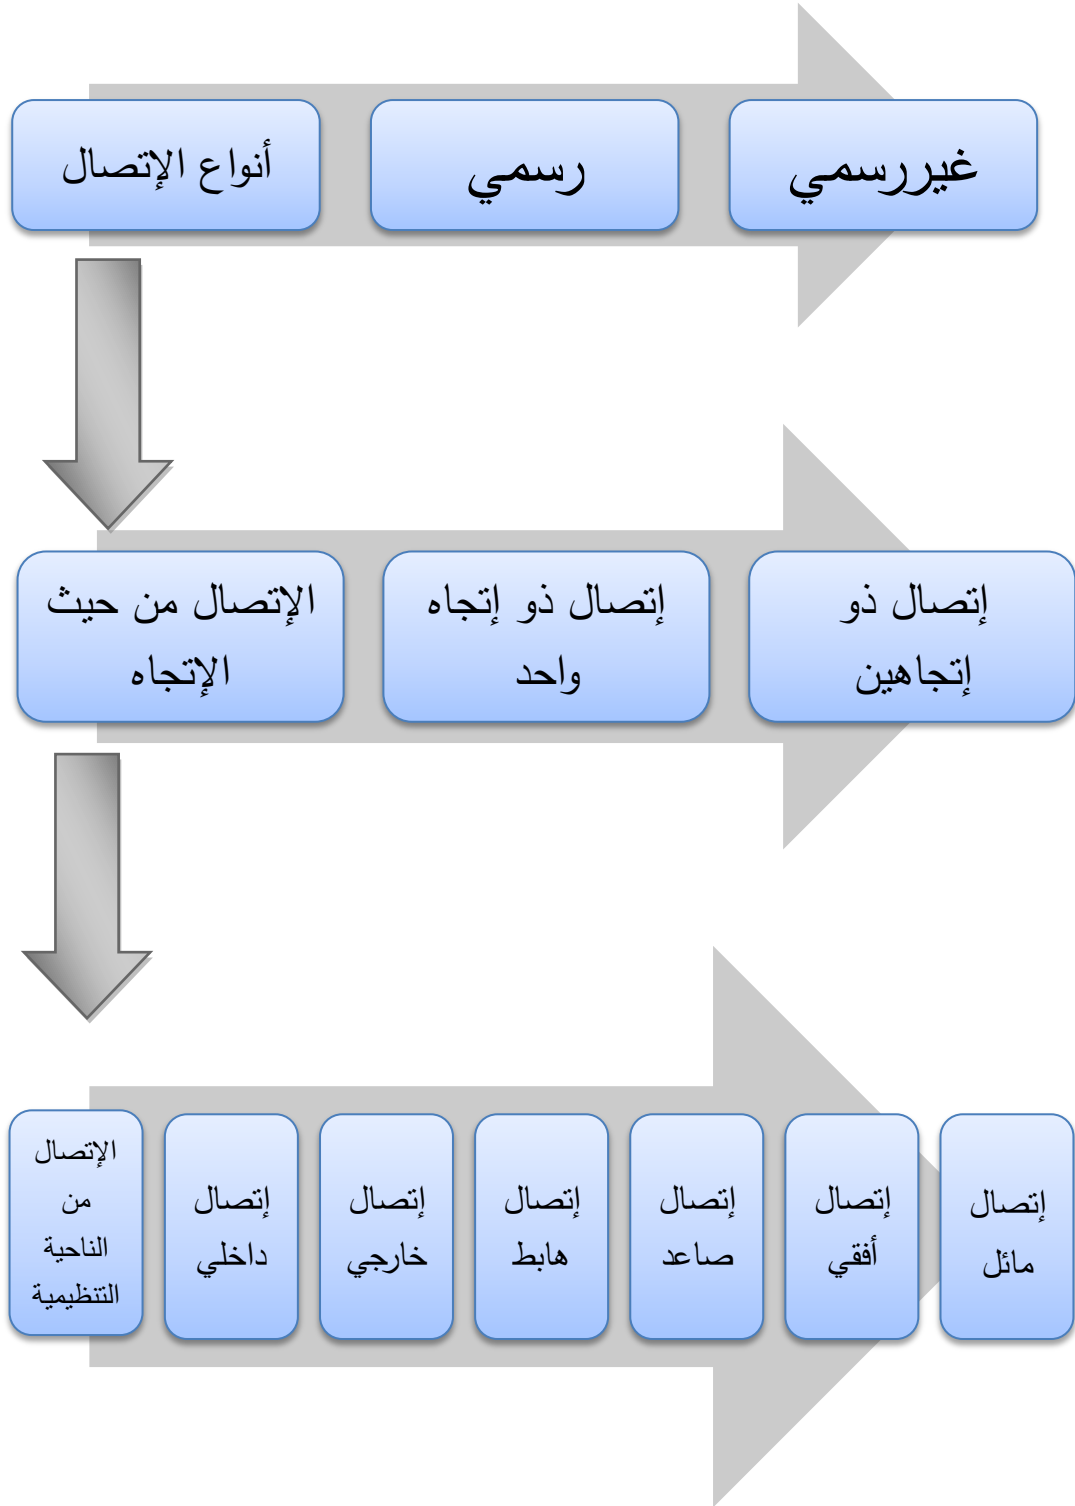 أنواع الإتصال
رسمي
غيررسمي
الإتصال من حيث
الإتجاه
إتصال ذو إتجاه
واحد
إتصال ذو
إتجاهين
الإتصال
من
الناحية
التنظيمية
إتصال
داخلي
إتصال
خارجي
إتصال
هابط
إتصال
صاعد
إتصال
أفقي
إتصال
مائل